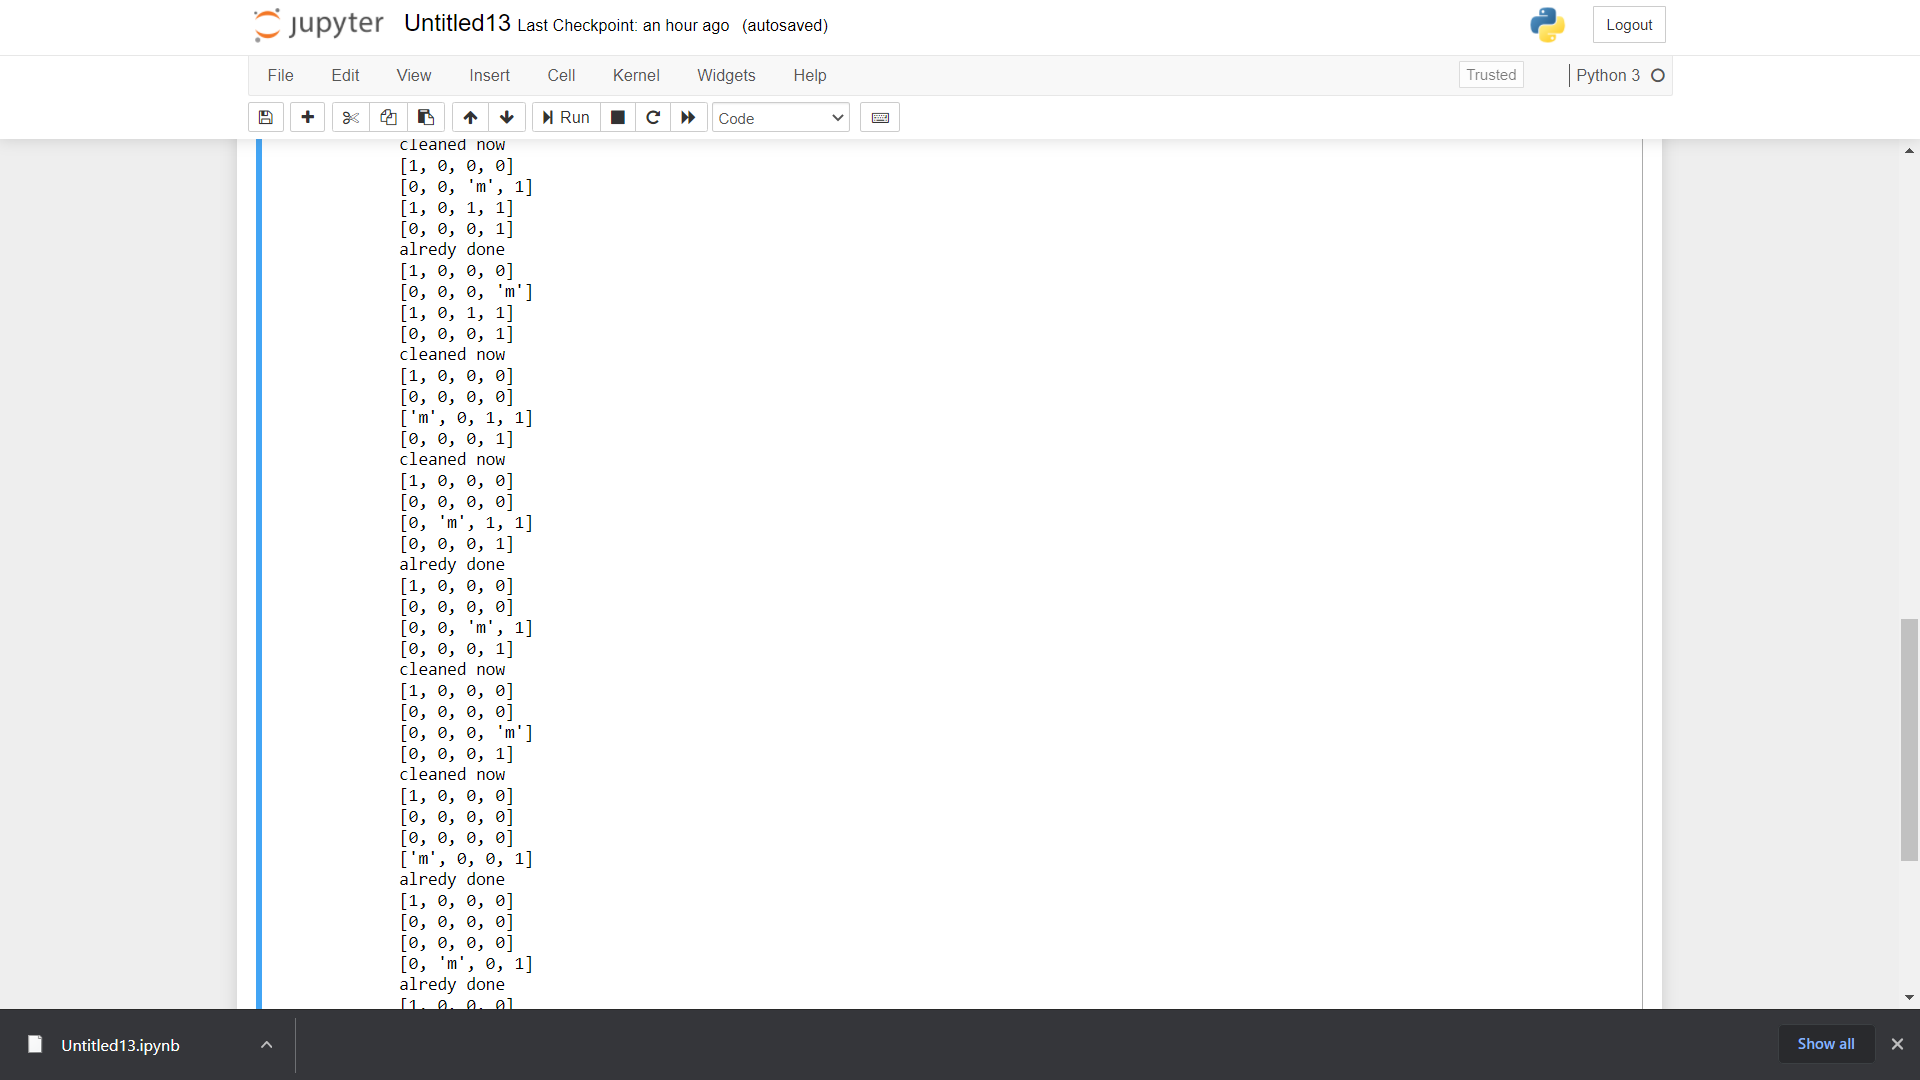 jupyter Untitled13 Last Checkpoint: an hour ago (autosaved) Logout
File Edit View Insert Cell Kernel Widgets Help Trusted Python 3
Run Code
cleaned now
[1, 0, 0, 0]
[0, 0, 'm', 1]
[1, 0, 1, 1]
[0, 0, 0, 1]
alredy done
[1, 0, 0, 0]
[0, 0, 0, 'm']
[1, 0, 1, 1]
[0, 0, 0, 1]
cleaned now
[1, 0, 0, 0]
[0, 0, 0, 0]
['m', 0, 1, 1]
[0, 0, 0, 1]
cleaned now
[1, 0, 0, 0]
[0, 0, 0, 0]
[0, 'm', 1, 1]
[0, 0, 0, 1]
alredy done
[1, 0, 0, 0]
[0, 0, 0, 0]
[0, 0, 'm', 1]
[0, 0, 0, 1]
cleaned now
[1, 0, 0, 0]
[0, 0, 0, 0]
[0, 0, 0, 'm']
[0, 0, 0, 1]
cleaned now
[1, 0, 0, 0]
[0, 0, 0, 0]
[0, 0, 0, 0]
['m', 0, 0, 1]
alredy done
[1, 0, 0, 0]
[0, 0, 0, 0]
[0, 0, 0, 0]
[0, 'm', 0, 1]
alredy done
[1, 0, 0, 0]
Untitled13.ipynb Show all